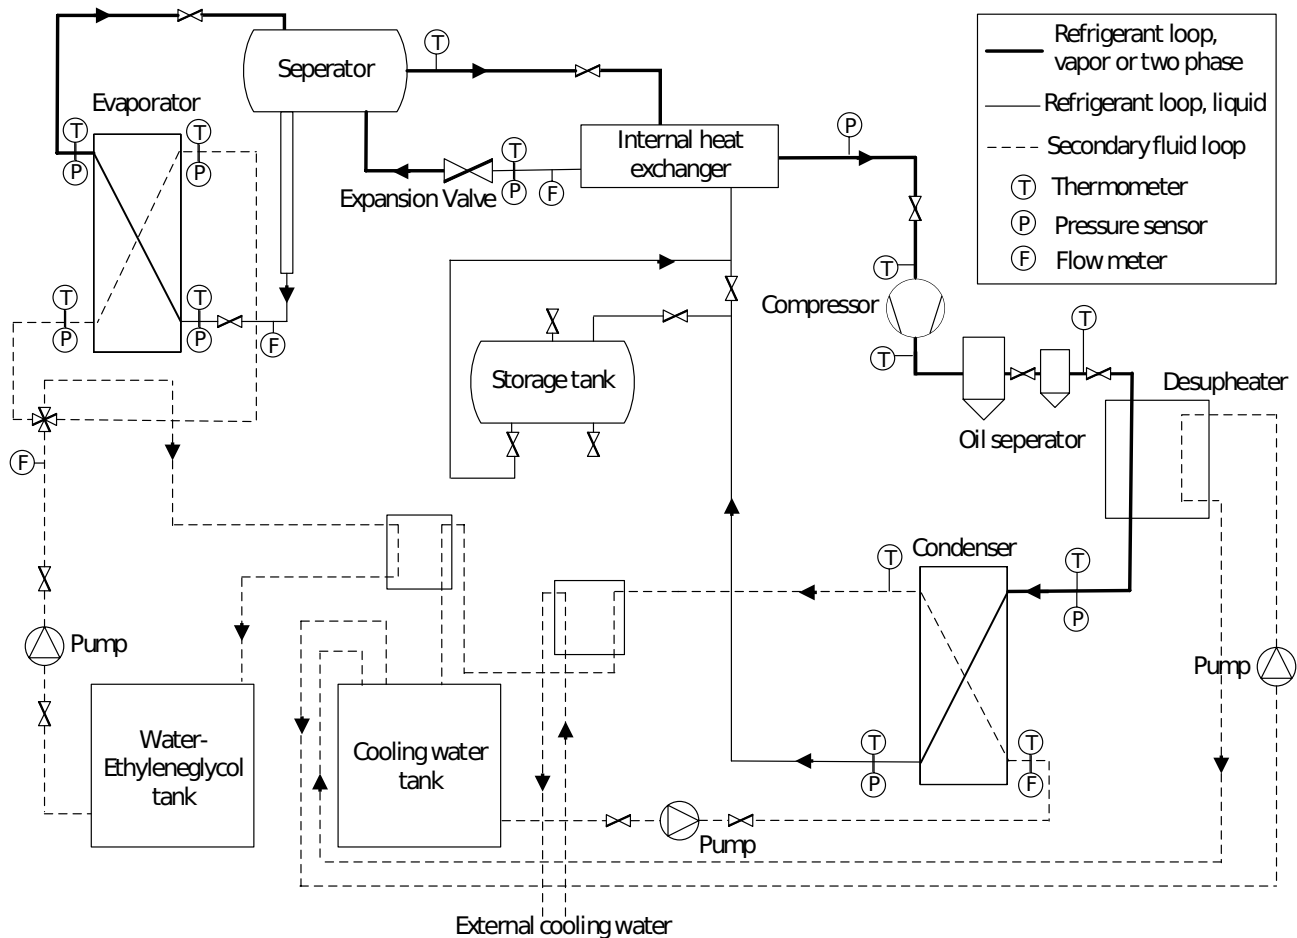 Seperator
T
Evaporator
T
P
T
P
T
P
T
P
F
Expansion Valve
T
P
F
Internal heat
exchanger
P
Refrigerant loop,
vapor or two phase
Refrigerant loop, liquid
Secondary fluid loop
T
Thermometer
P
Pressure sensor
F
Flow meter
T
Compressor
T
T
Storage tank
Oil seperator
Desupheater
F
Condenser
T
T
P
Pump
Pump
Water-
Ethyleneglycol
tank
Cooling water
tank
T
P
T
F
Pump
External cooling water